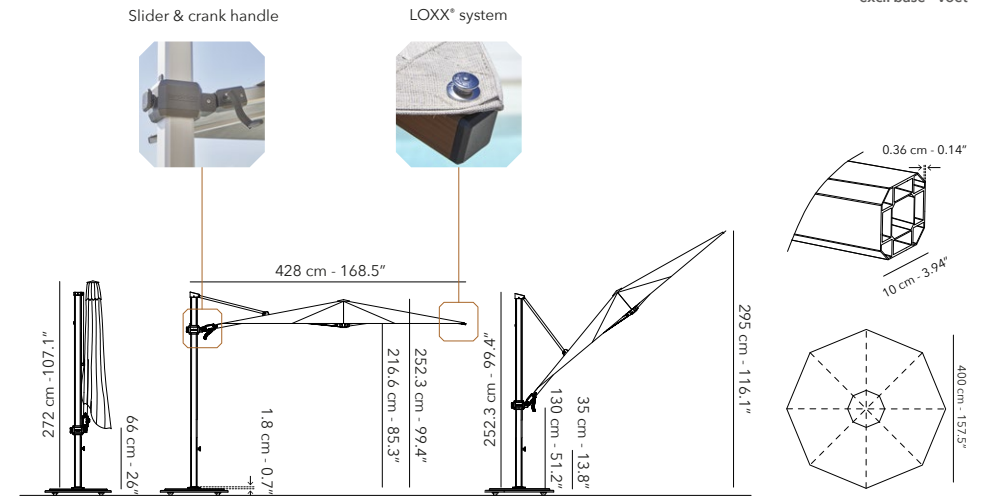 excl. base - voet
Slider & crank handle
LOXX® system
0.36 cm - 0.14”
10 cm - 3.94”
428 cm - 168.5”
272 cm - 107.1”
66 cm - 26”
1.8 cm - 0.7”
216.6 cm - 85.3”
252.3 cm - 99.4”
252.3 cm - 99.4”
130 cm - 51.2”
35 cm - 13.8”
295 cm - 116.1”
400 cm - 157.5”